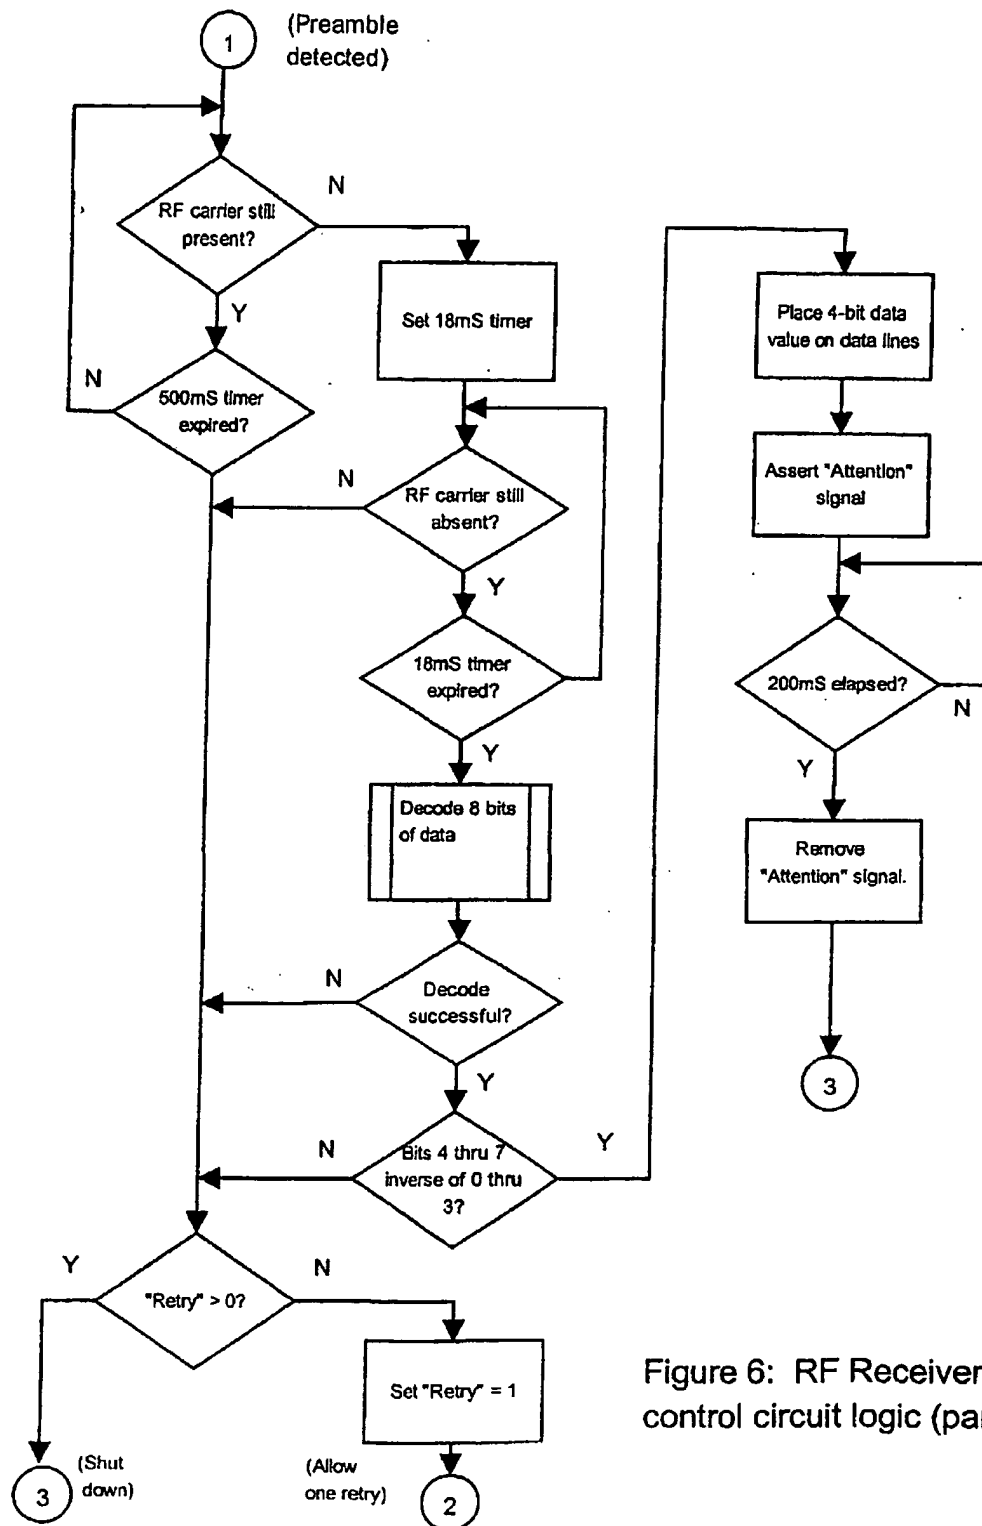 1
(Preamble
detected)
RF carrier still
present?
N
Y
500mS timer
expired?
N
Set 18mS timer
RF carrier still
absent?
N
Y
18mS timer
expired?
Y
Decode 8 bits
of data
Decode
successful?
N
Y
Bits 4 thru 7
inverse of 0 thru
3?
N
Y
"Retry" > 0?
Y
N
Set "Retry" = 1
(Shut
down)
3
(Allow
one retry)
2
Place 4-bit data
value on data lines
Assert "Attention"
signal
200mS elapsed?
N
Y
Remove
"Attention" signal.
3
Figure 6: RF Receiver
control circuit logic (par